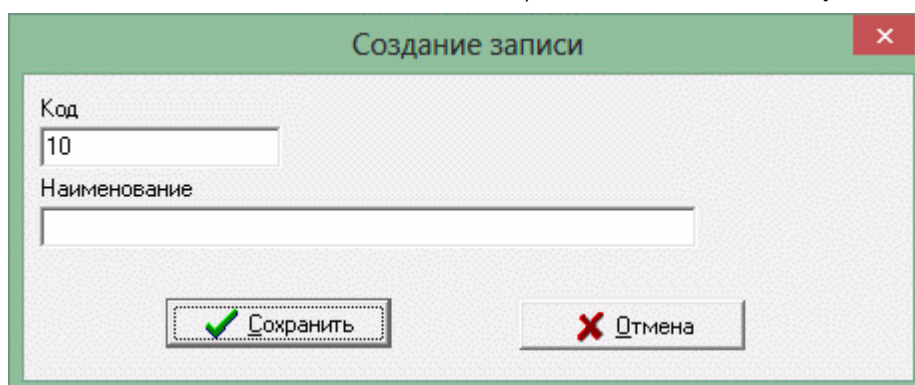 Создание записи
Код
10
Наименование
Сохранить
Отмена